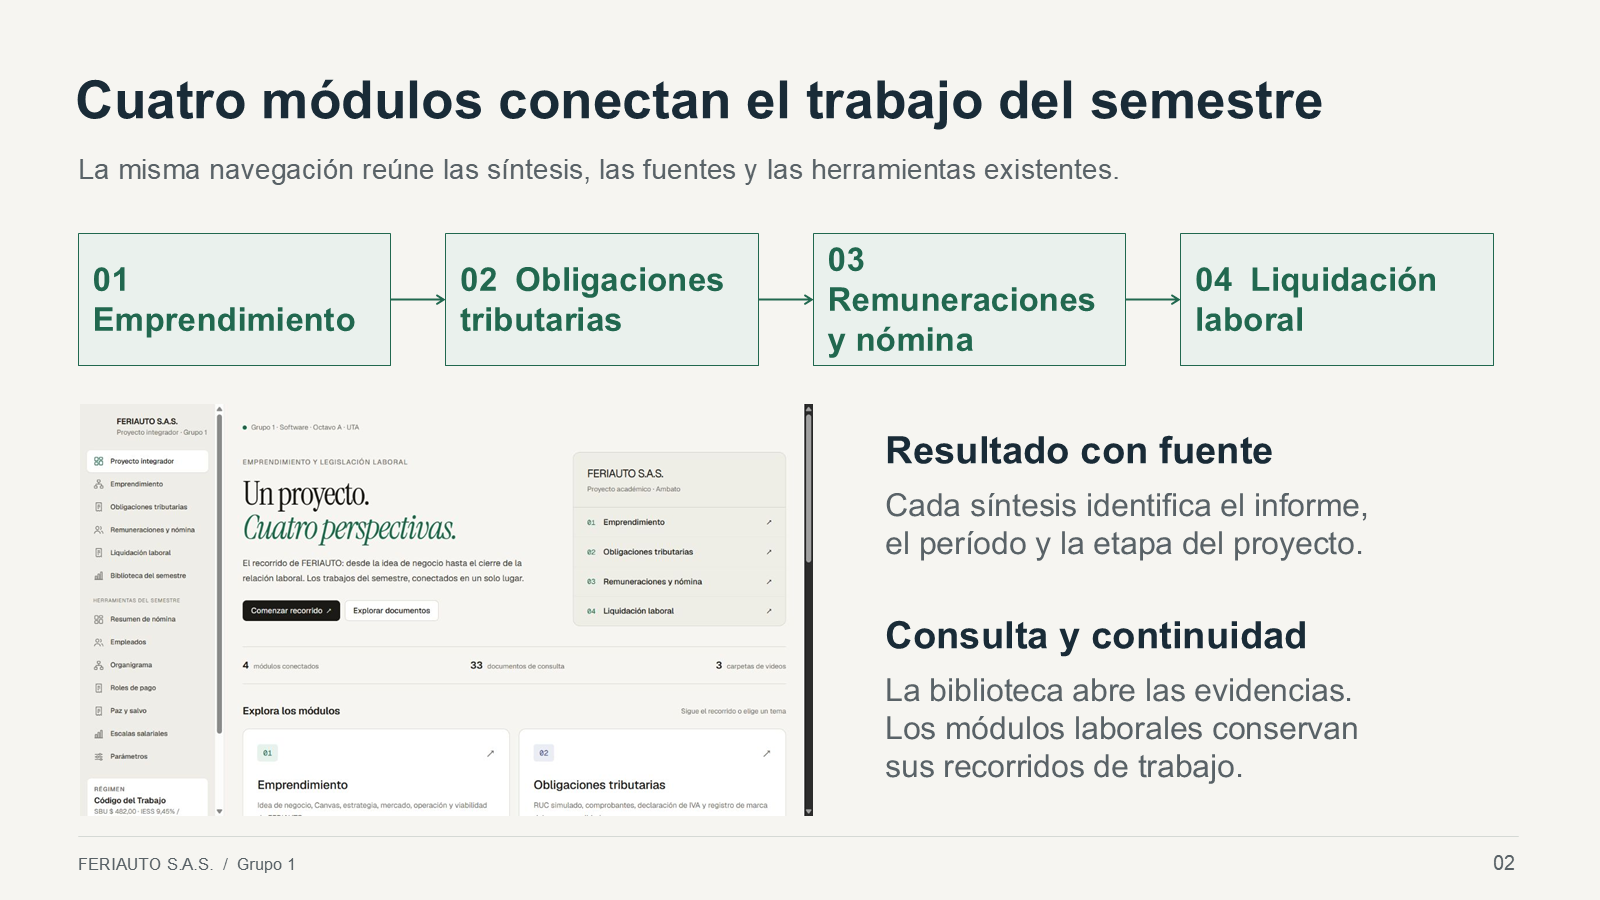 Cuatro módulos conectan el trabajo del semestre
La misma navegación reúne las síntesis, las fuentes y las herramientas existentes.
01
Emprendimiento
02 Obligaciones
tributarias
03
Remuneraciones
y nómina
04 Liquidación
laboral
FERIAUTO S.A.S.
Proyecto integrador · Grupo 1
Proyecto integrador
Emprendimiento
Obligaciones tributarias
Remuneraciones y nómina
Liquidación laboral
Biblioteca del semestre
HERRAMIENTAS DEL SEMESTRE
Resumen de nómina
Empleados
Organigrama
Roles de pago
Paz y salvo
Escalas salariales
Parámetros
RÉGIMEN
Código del Trabajo
SBU $ 482,00 · IESS 9,45% /
Grupo 1 · Software · Octavo A · UTA
EMPRENDIMIENTO Y LEGISLACIÓN LABORAL
Un proyecto.
Cuatro perspectivas.
El recorrido de FERIAUTO: desde la idea de negocio hasta el cierre de la
relación laboral. Los trabajos del semestre, conectados en un solo lugar.
Comenzar recorrido ↗
Explorar documentos
FERIAUTO S.A.S.
Proyecto académico · Ambato
01 Emprendimiento ↗
02 Obligaciones tributarias ↗
03 Remuneraciones y nómina ↗
04 Liquidación laboral ↗
4 módulos conectados
33 documentos de consulta
3 carpetas de videos
Explora los módulos
Sigue el recorrido o elige un tema
01 ↗
Emprendimiento
Idea de negocio, Canvas, estrategia, mercado, operación y viabilidad
02 ↗
Obligaciones tributarias
RUC simulado, comprobantes, declaración de IVA y registro de marca
Resultado con fuente
Cada síntesis identifica el informe,
el período y la etapa del proyecto.
Consulta y continuidad
La biblioteca abre las evidencias.
Los módulos laborales conservan
sus recorridos de trabajo.
FERIAUTO S.A.S. / Grupo 1
02